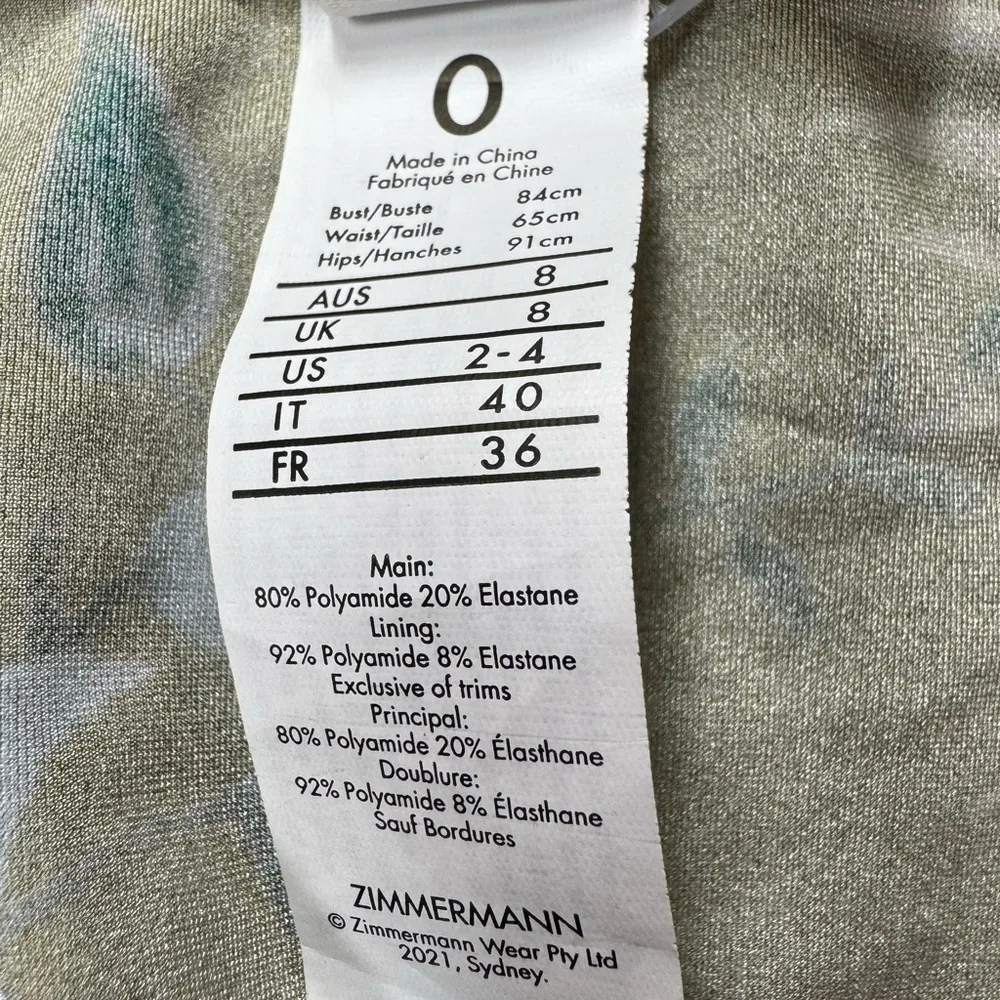 0
Made in China
Fabriqué en Chine
Bust/Buste 84cm
Waist/Taille 65cm
Hips/Hanches 91cm
AUS 8
UK 8
US 2-4
IT 40
FR 36
Main:
80% Polyamide 20% Elastane
Lining:
92% Polyamide 8% Elastane
Exclusive of trims
Principal:
80% Polyamide 20% Élasthane
Doublure:
92% Polyamide 8% Élasthane
Sauf Bordures
ZIMMERMANN
© Zimmermann Wear Pty Ltd
2021, Sydney.